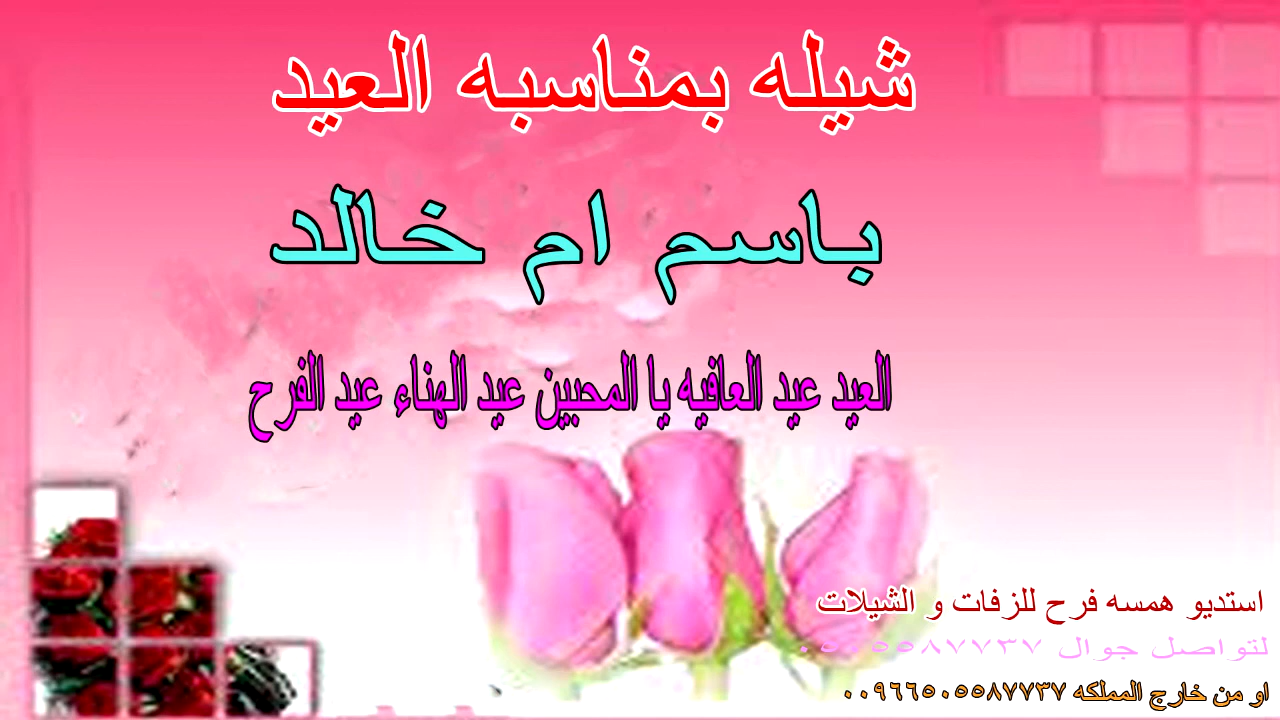 شيله بمناسبه العيد
باسم ام خالد
العيد عيد العافيه يا المحبين عيد الهناء عيد الفرح
استديو همسه فرح للزفات و الشيلات
لتواصل جوال ٠٥٠٥٥٨٧٧٣٧
او من خارج المملكه ٠٠٩٦٦٥٠٥٥٨٧٧٣٧